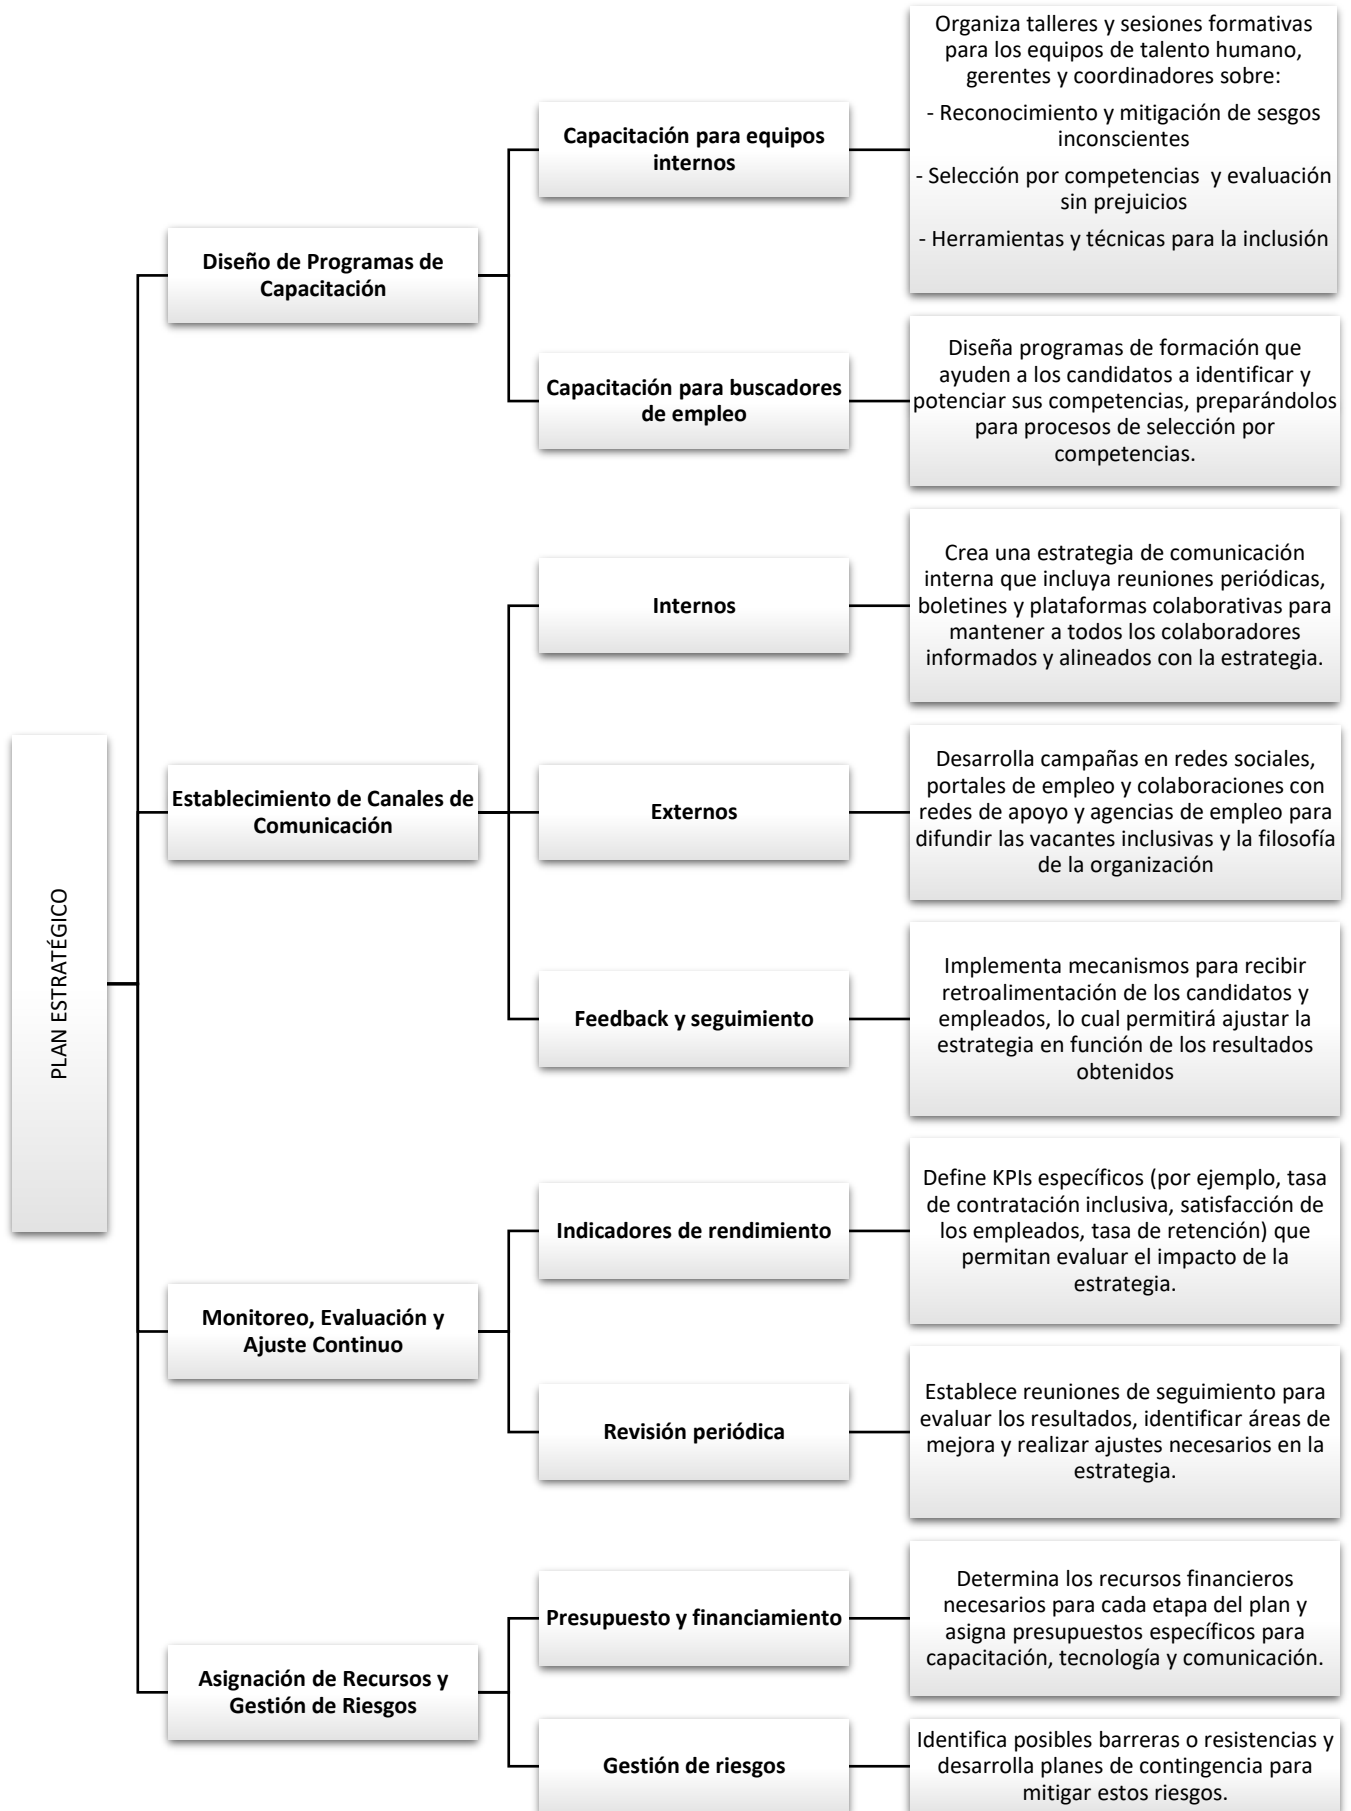 PLAN ESTRATÉGICO
Diseño de Programas de
Capacitación
Capacitación para equipos
internos
Organiza talleres y sesiones formativas
para los equipos de talento humano,
gerentes y coordinadores sobre:
- Reconocimiento y mitigación de sesgos
inconscientes
- Selección por competencias  y evaluación
sin prejuicios
- Herramientas y técnicas para la inclusión
Capacitación para buscadores
de empleo
Diseña programas de formación que
ayuden a los candidatos a identificar y
potenciar sus competencias, preparándolos
para procesos de selección por
competencias.
Establecimiento de Canales de
Comunicación
Internos
Crea una estrategia de comunicación
interna que incluya reuniones periódicas,
boletines y plataformas colaborativas para
mantener a todos los colaboradores
informados y alineados con la estrategia.
Externos
Desarrolla campañas en redes sociales,
portales de empleo y colaboraciones con
redes de apoyo y agencias de empleo para
difundir las vacantes inclusivas y la filosofía
de la organización
Feedback y seguimiento
Implementa mecanismos para recibir
retroalimentación de los candidatos y
empleados, lo cual permitirá ajustar la
estrategia en función de los resultados
obtenidos
Monitoreo, Evaluación y
Ajuste Continuo
Indicadores de rendimiento
Define KPIs específicos (por ejemplo, tasa
de contratación inclusiva, satisfacción de
los empleados, tasa de retención) que
permitan evaluar el impacto de la
estrategia.
Revisión periódica
Establece reuniones de seguimiento para
evaluar los resultados, identificar áreas de
mejora y realizar ajustes necesarios en la
estrategia.
Asignación de Recursos y
Gestión de Riesgos
Presupuesto y financiamiento
Determina los recursos financieros
necesarios para cada etapa del plan y
asigna presupuestos específicos para
capacitación, tecnología y comunicación.
Gestión de riesgos
Identifica posibles barreras o resistencias y
desarrolla planes de contingencia para
mitigar estos riesgos.